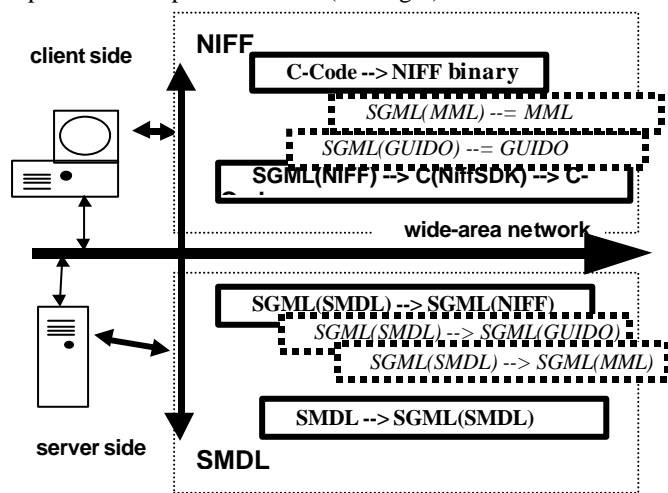 NIFF
client side
C-Code --> NIFF binary
SGML(MML) --= MML
SGML(GUIDO) --= GUIDO
SGML(NIFF) --> C(NiffSDK) --> C-
wide-area network
SGML(SMDL) --> SGML(NIFF)
SGML(SMDL) --> SGML(GUIDO)
SGML(SMDL) --> SGML(MML)
SMDL --> SGML(SMDL)
server side
SMDL